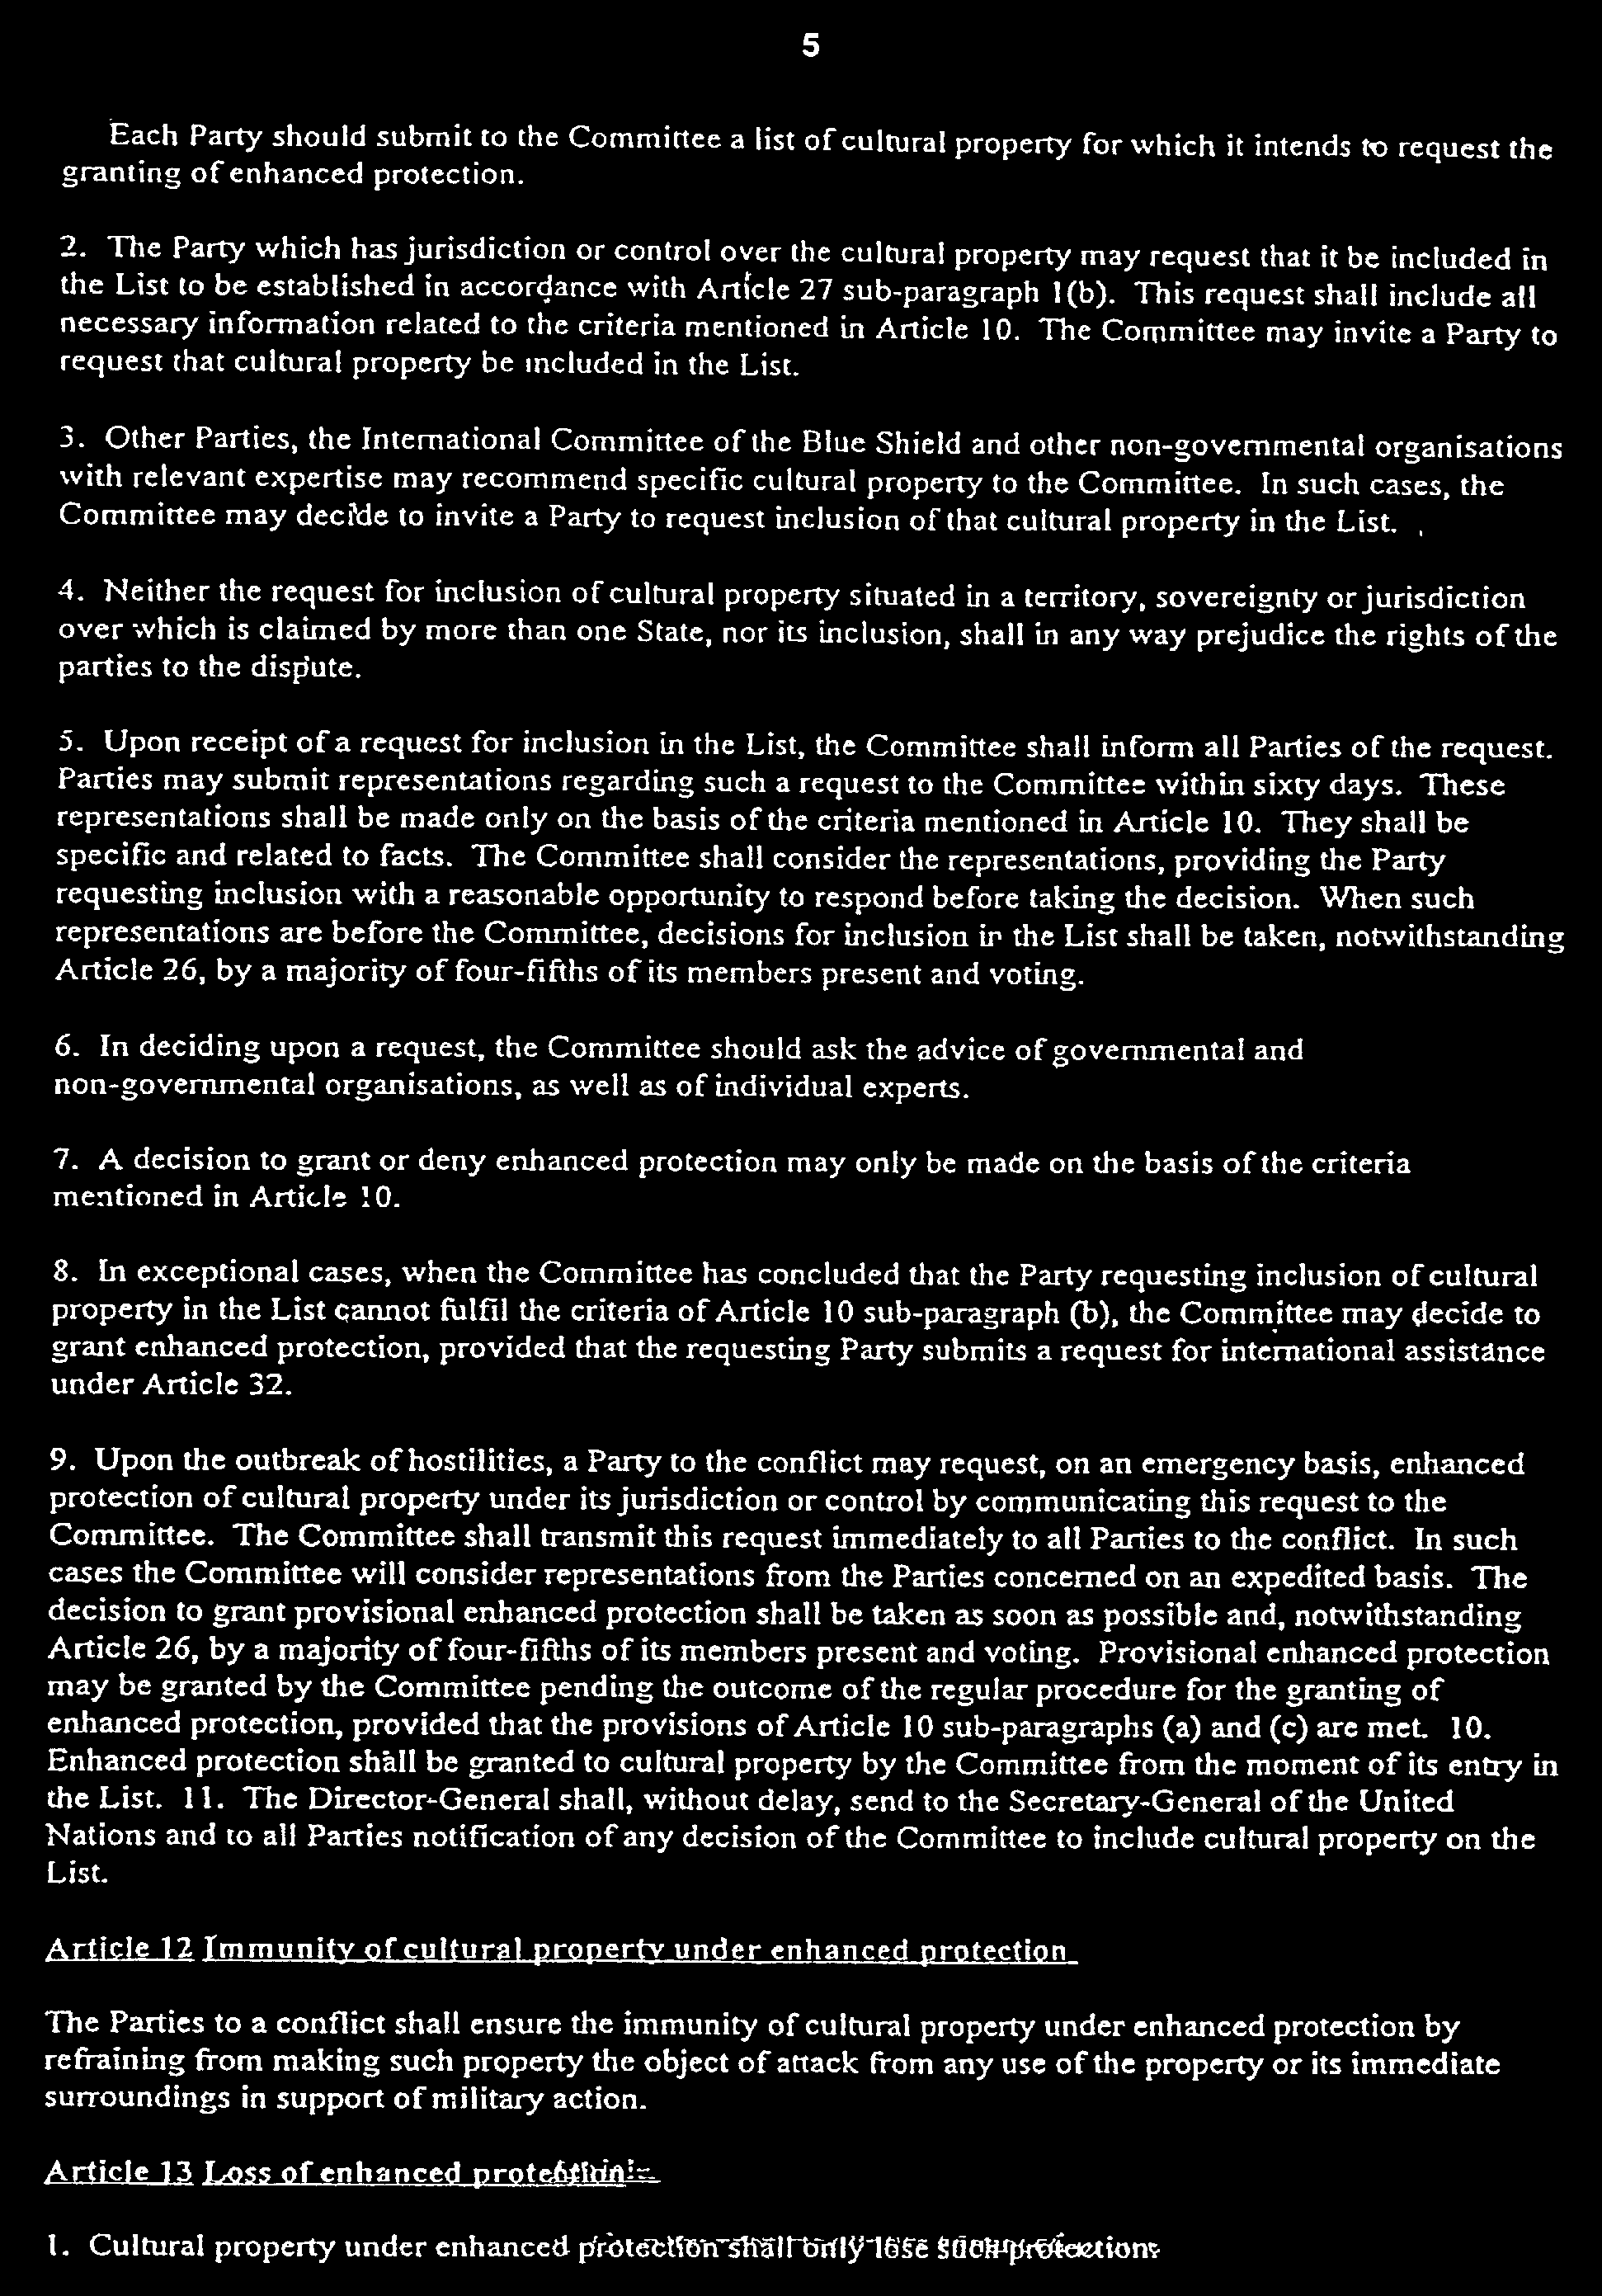 5
Each Party should submit to the Committee a list of cultural property for which it intends to request the
granting of enhanced protection.
2. The Party which has jurisdiction or control over the cultural property may request that it be included in
the List to be established in accordance with Article 27 sub-paragraph 1(b). This request shall include all
necessary information related to the criteria mentioned in Article 10. The Committee may invite a Party to
request that cultural property be included in the List.
3. Other Parties, the International Committee of the Blue Shield and other non-governmental organisations
with relevant expertise may recommend specific cultural property to the Committee. In such cases, the
Committee may decide to invite a Party to request inclusion of that cultural property in the List.
4. Neither the request for inclusion of cultural property situated in a territory, sovereignty or jurisdiction
over which is claimed by more than one State, nor its inclusion, shall in any way prejudice the rights of the
parties to the dispute.
5. Upon receipt of a request for inclusion in the List, the Committee shall inform all Parties of the request.
Parties may submit representations regarding such a request to the Committee within sixty days. These
representations shall be made only on the basis of the criteria mentioned in Article 10. They shall be
specific and related to facts. The Committee shall consider the representations, providing the Party
requesting inclusion with a reasonable opportunity to respond before taking the decision. When such
representations are before the Committee, decisions for inclusion in the List shall be taken, notwithstanding
Article 26, by a majority of four-fifths of its members present and voting.
6. In deciding upon a request, the Committee should ask the advice of governmental and
non-governmental organisations, as well as of individual experts.
7. A decision to grant or deny enhanced protection may only be made on the basis of the criteria
mentioned in Article 10.
8. In exceptional cases, when the Committee has concluded that the Party requesting inclusion of cultural
property in the List cannot fulfil the criteria of Article 10 sub-paragraph (b), the Committee may decide to
grant enhanced protection, provided that the requesting Party submits a request for international assistance
under Article 32.
9. Upon the outbreak of hostilities, a Party to the conflict may request, on an emergency basis, enhanced
protection of cultural property under its jurisdiction or control by communicating this request to the
Committee. The Committee shall transmit this request immediately to all Parties to the conflict. In such
cases the Committee will consider representations from the Parties concerned on an expedited basis. The
decision to grant provisional enhanced protection shall be taken as soon as possible and, notwithstanding
Article 26, by a majority of four-fifths of its members present and voting. Provisional enhanced protection
may be granted by the Committee pending the outcome of the regular procedure for the granting of
enhanced protection, provided that the provisions of Article 10 sub-paragraphs (a) and (c) are met. 10.
Enhanced protection shall be granted to cultural property by the Committee from the moment of its entry in
the List. 11. The Director-General shall, without delay, send to the Secretary-General of the United
Nations and to all Parties notification of any decision of the Committee to include cultural property on the
List.
Article 12 Immunity of cultural property under enhanced protection
The Parties to a conflict shall ensure the immunity of cultural property under enhanced protection by
refraining from making such property the object of attack from any use of the property or its immediate
surroundings in support of military action.
Article 13 Loss of enhanced protection
1. Cultural property under enhanced protection shall only lose such protection: